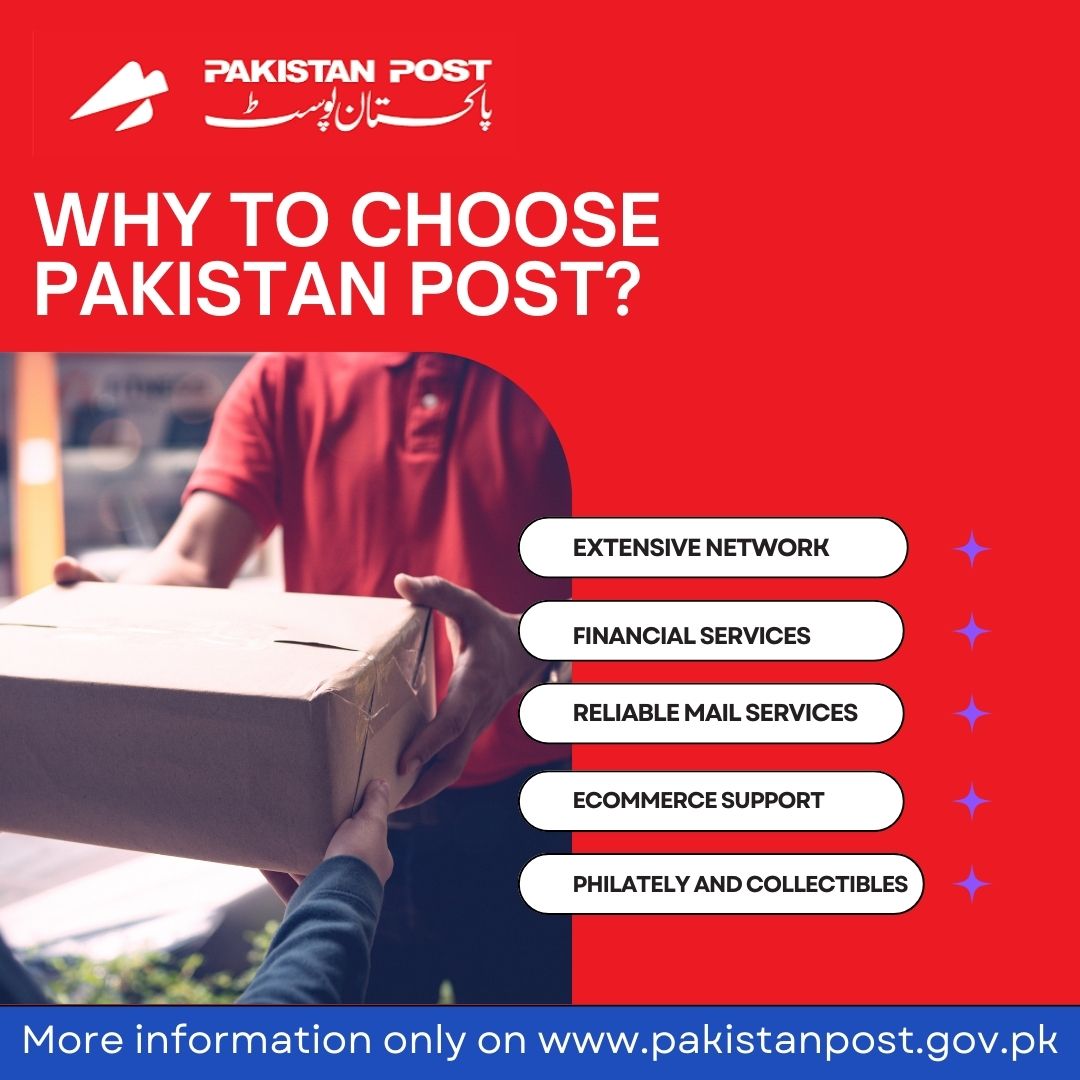 PAKISTAN POST
پاکستان پوسٹ
WHY TO CHOOSE
PAKISTAN POST?
EXTENSIVE NETWORK
FINANCIAL SERVICES
RELIABLE MAIL SERVICES
ECOMMERCE SUPPORT
PHILATELY AND COLLECTIBLES
More information only on www.pakistanpost.gov.pk